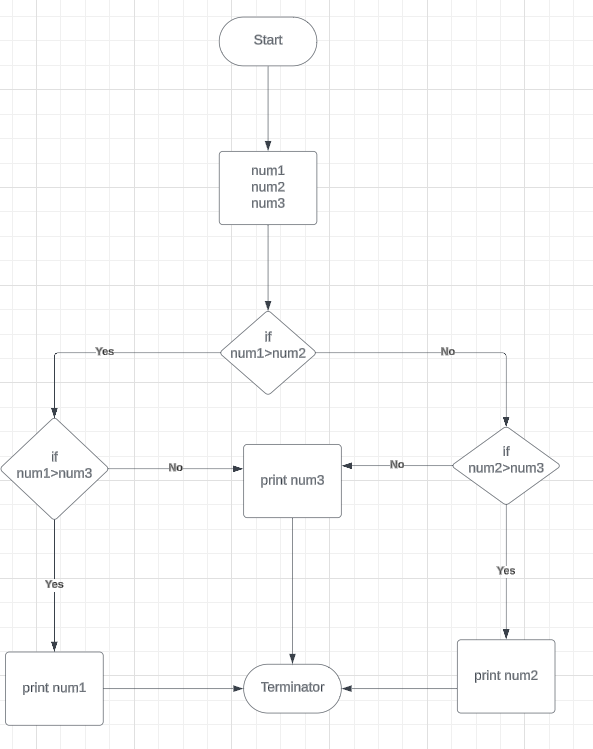 Start
num1
num2
num3
if
num1>num2
Yes
No
if
num1>num3
No
print num3
No
if
num2>num3
Yes
Yes
print num1
Terminator
print num2